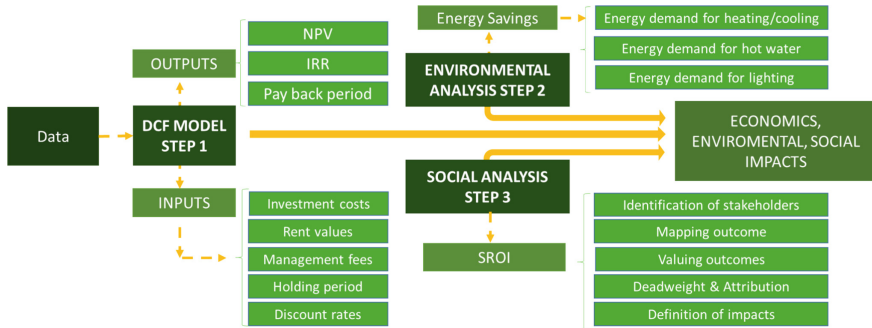 Data
DCF MODEL
STEP 1
OUTPUTS
NPV
IRR
Pay back period
INPUTS
Investment costs
Rent values
Management fees
Holding period
Discount rates
Energy Savings
Energy demand for heating/cooling
Energy demand for hot water
Energy demand for lighting
ENVIRONMENTAL
ANALYSIS STEP 2
SOCIAL ANALYSIS
STEP 3
SROI
Identification of stakeholders
Mapping outcome
Valuing outcomes
Deadweight & Attribution
Definition of impacts
ECONOMICS,
ENVIROMENTAL, SOCIAL
IMPACTS